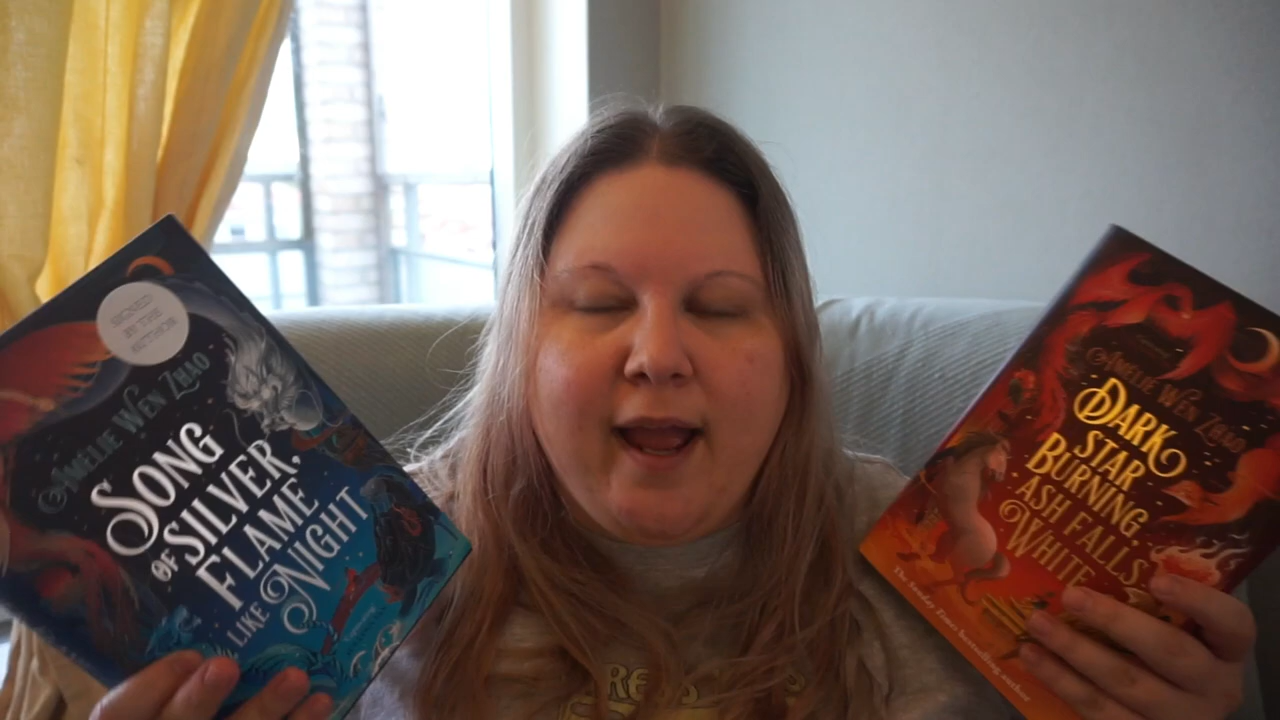 SIGNED
BY THE
AUTHOR
AMÉLIE WEN ZHAO
SONG
OF SILVER,
FLAME
LIKE NIGHT
AMÉLIE WEN ZHAO
DARK
STAR
BURNING,
ASH FALLS
WHITE
The Sunday Times bestselling author